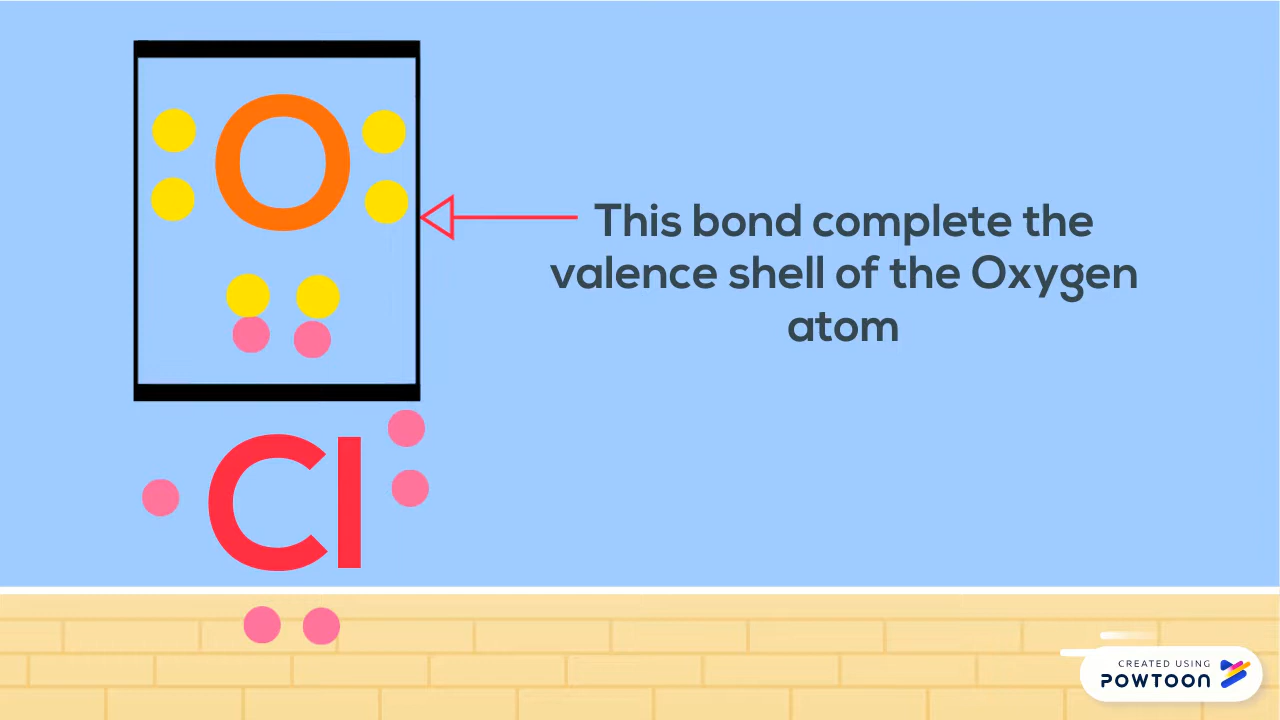 O
This bond complete the
valence shell of the Oxygen
atom
Cl
CREATED USING
POWTOON